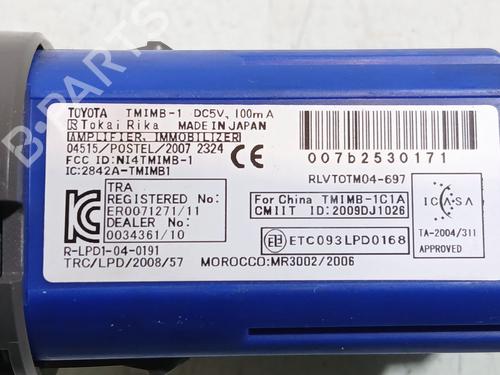 TOYOTA TMIMB-1 DC5V, 100mA
Tokai Rika MADE IN JAPAN
AMPLIFIER, IMMOBILIZER
04515/POSTEL/2007 2324
FCC ID:NI4TMIMB-1
IC:2842A-TMIMB1
CE
007b2530171
RLVTOTM04-697
TRA
REGISTERED No:
ER0071271/11
DEALER No:
0034361/10
For China TMIMB-1C1A
CMIIT ID:2009DJ1026
ICASA
TA-2004/311
APPROVED
ETC093LPD0168
R-LPD1-04-0191
TRC/LPD/2008/57
MOROCCO:MR3002/2006
B-PARTS